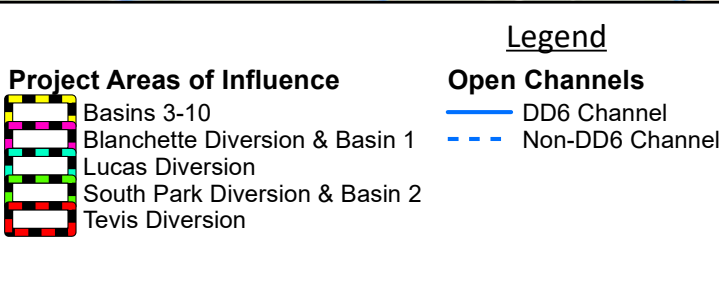 Legend
Project Areas of Influence
Basins 3-10
Blanchette Diversion & Basin 1
Lucas Diversion
South Park Diversion & Basin 2
Tevis Diversion
Open Channels
DD6 Channel
Non-DD6 Channel